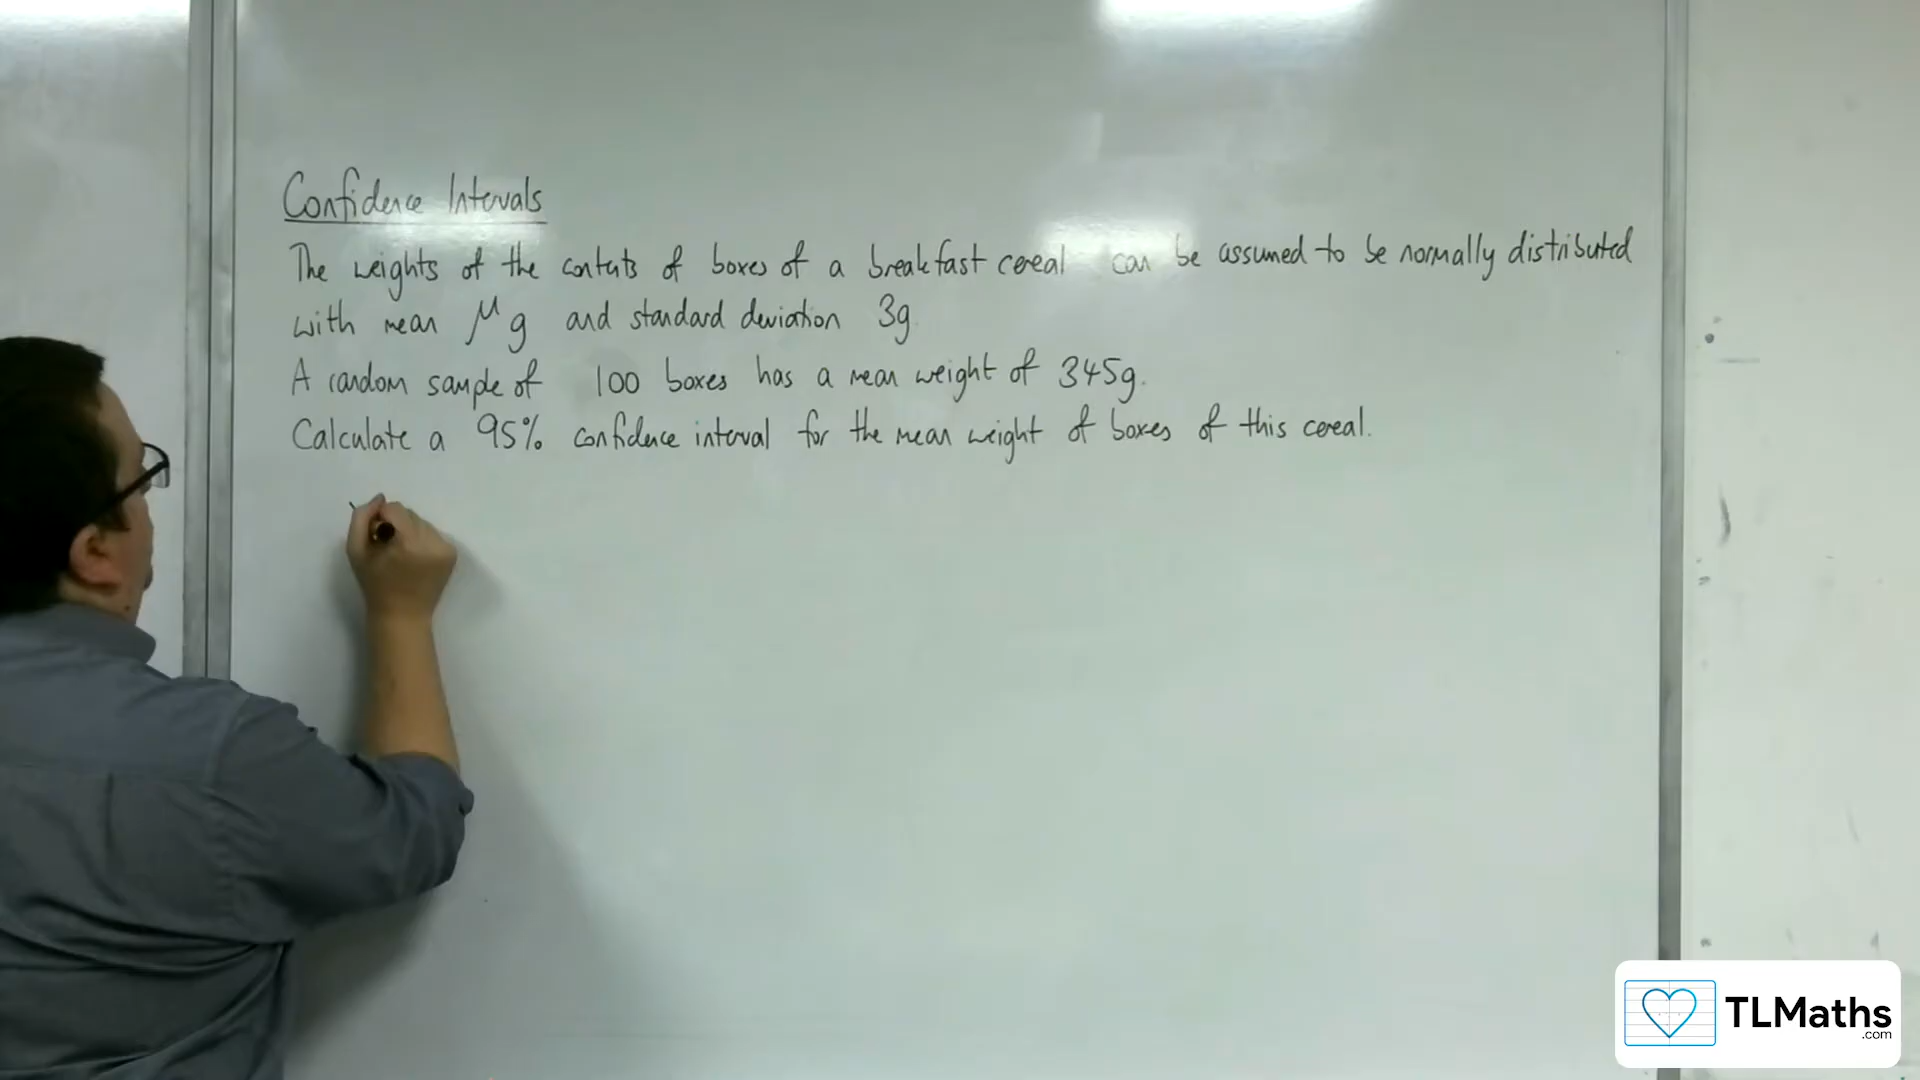 Confidence Intervals
The weights of the contents of boxes of a breakfast cereal can be assumed to be normally distributed
with mean μg and standard deviation 3g.
A random sample of 100 boxes has a mean weight of 345g.
Calculate a 95% confidence interval for the mean weight of boxes of this cereal.
TLMaths
.com